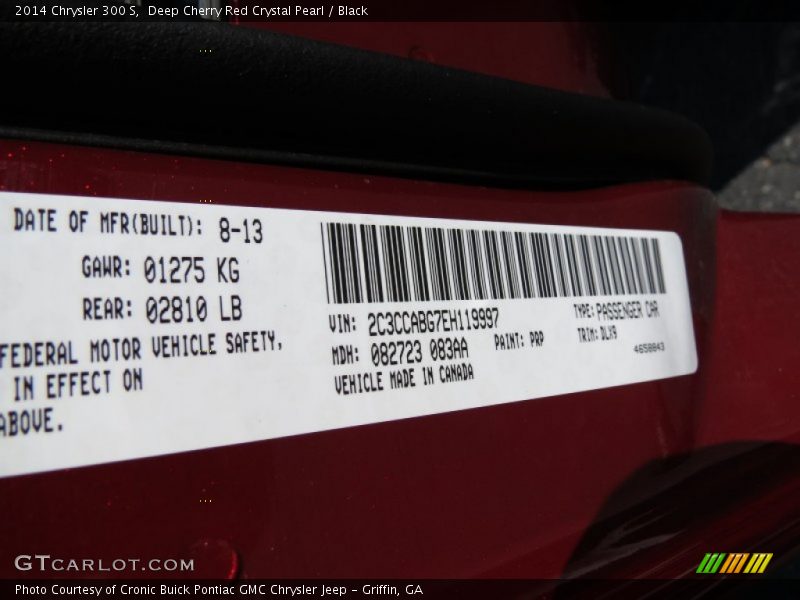 2014 Chrysler 300 S, Deep Cherry Red Crystal Pearl / Black
DATE OF MFR(BUILT): 8-13
GAWR: 01275 KG
REAR: 02810 LB
FEDERAL MOTOR VEHICLE SAFETY,
IN EFFECT ON
ABOVE.
VIN: 2C3CCABG7EH119997
TYPE: PASSENGER CAR
MDH: 082723 083AA
PAINT: PRP
TRIM: DLX9
VEHICLE MADE IN CANADA
4658043
GTCARLOT.COM
Photo Courtesy of Cronic Buick Pontiac GMC Chrysler Jeep - Griffin, GA